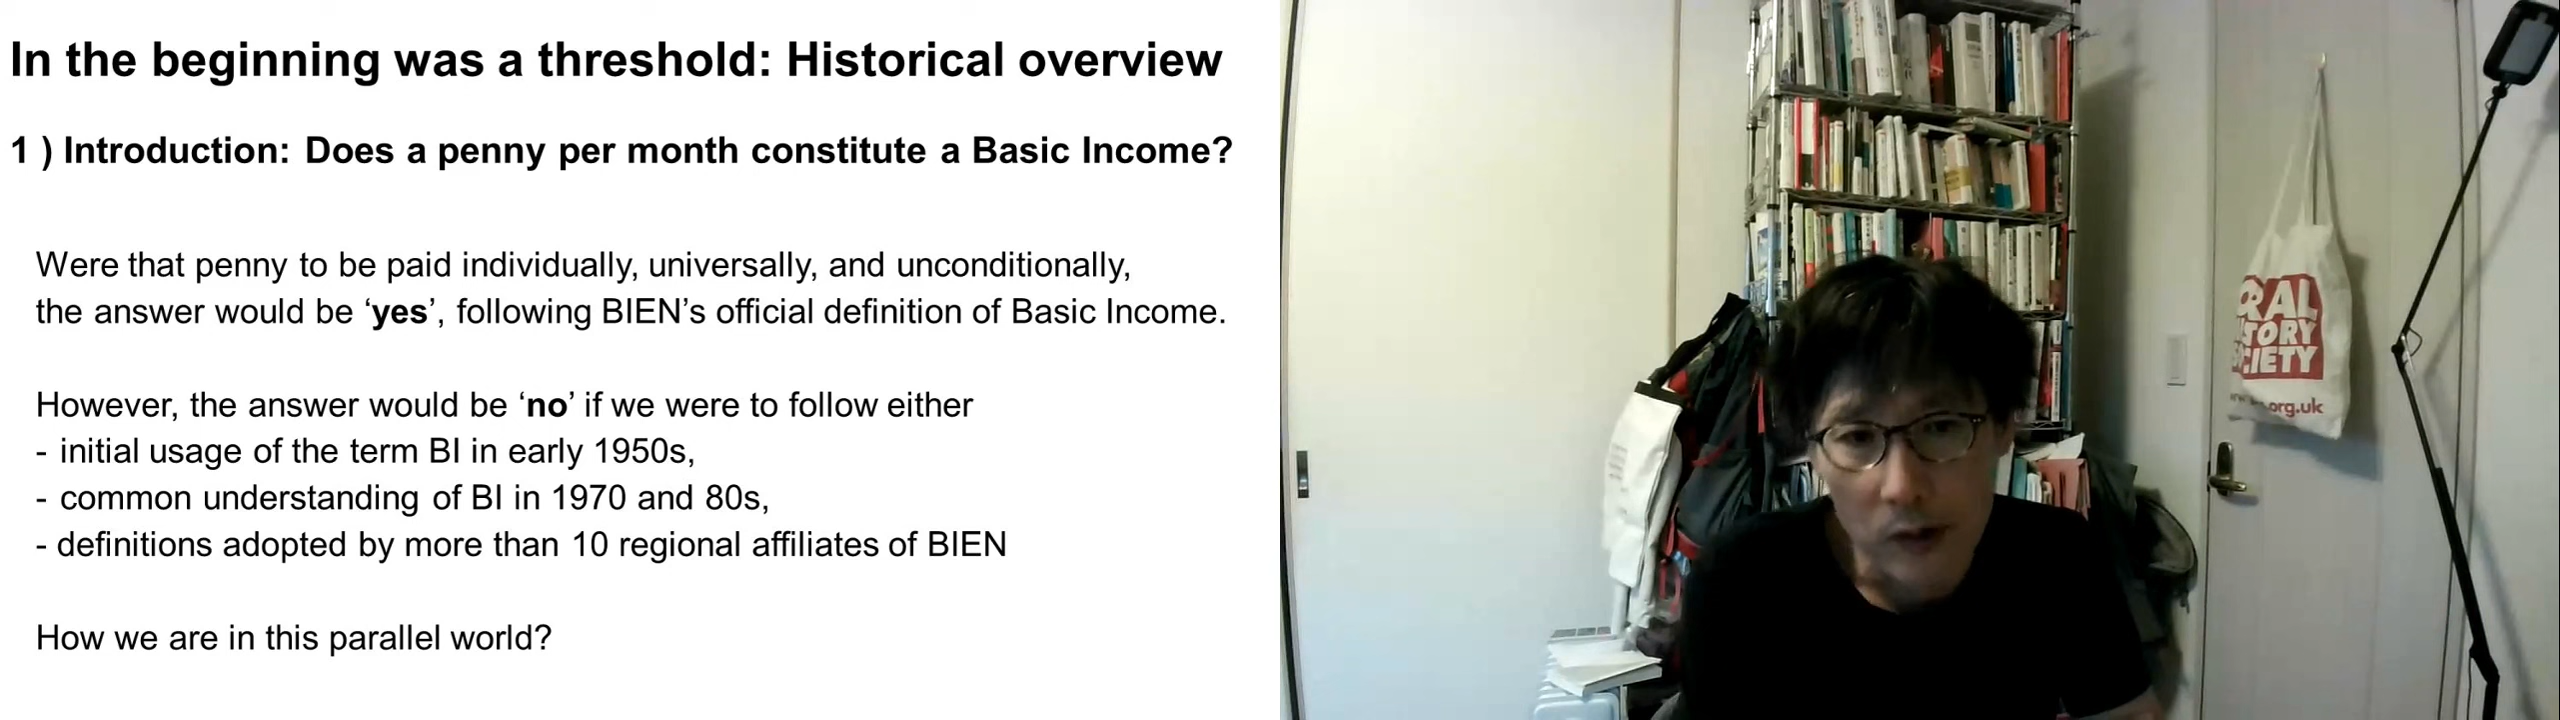 In the beginning was a threshold: Historical overview
1 ) Introduction: Does a penny per month constitute a Basic Income?
Were that penny to be paid individually, universally, and unconditionally,
the answer would be ‘yes’, following BIEN’s official definition of Basic Income.
However, the answer would be ‘no’ if we were to follow either
- initial usage of the term BI in early 1950s,
- common understanding of BI in 1970 and 80s,
- definitions adopted by more than 10 regional affiliates of BIEN
How we are in this parallel world?
RAL
TORY
CIETY
.org.uk